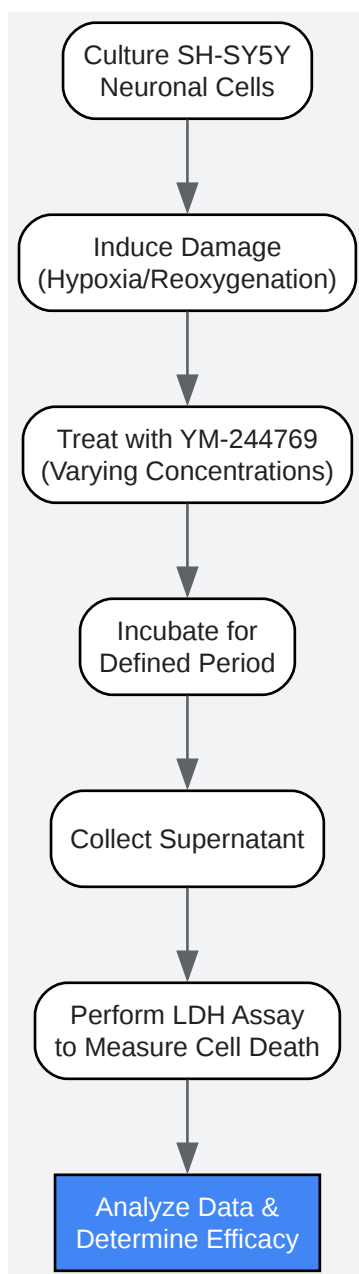 Culture SH-SY5Y
Neuronal Cells
Induce Damage
(Hypoxia/Reoxygenation)
Treat with YM-244769
(Varying Concentrations)
Incubate for
Defined Period
Collect Supernatant
Perform LDH Assay
to Measure Cell Death
Analyze Data &
Determine Efficacy